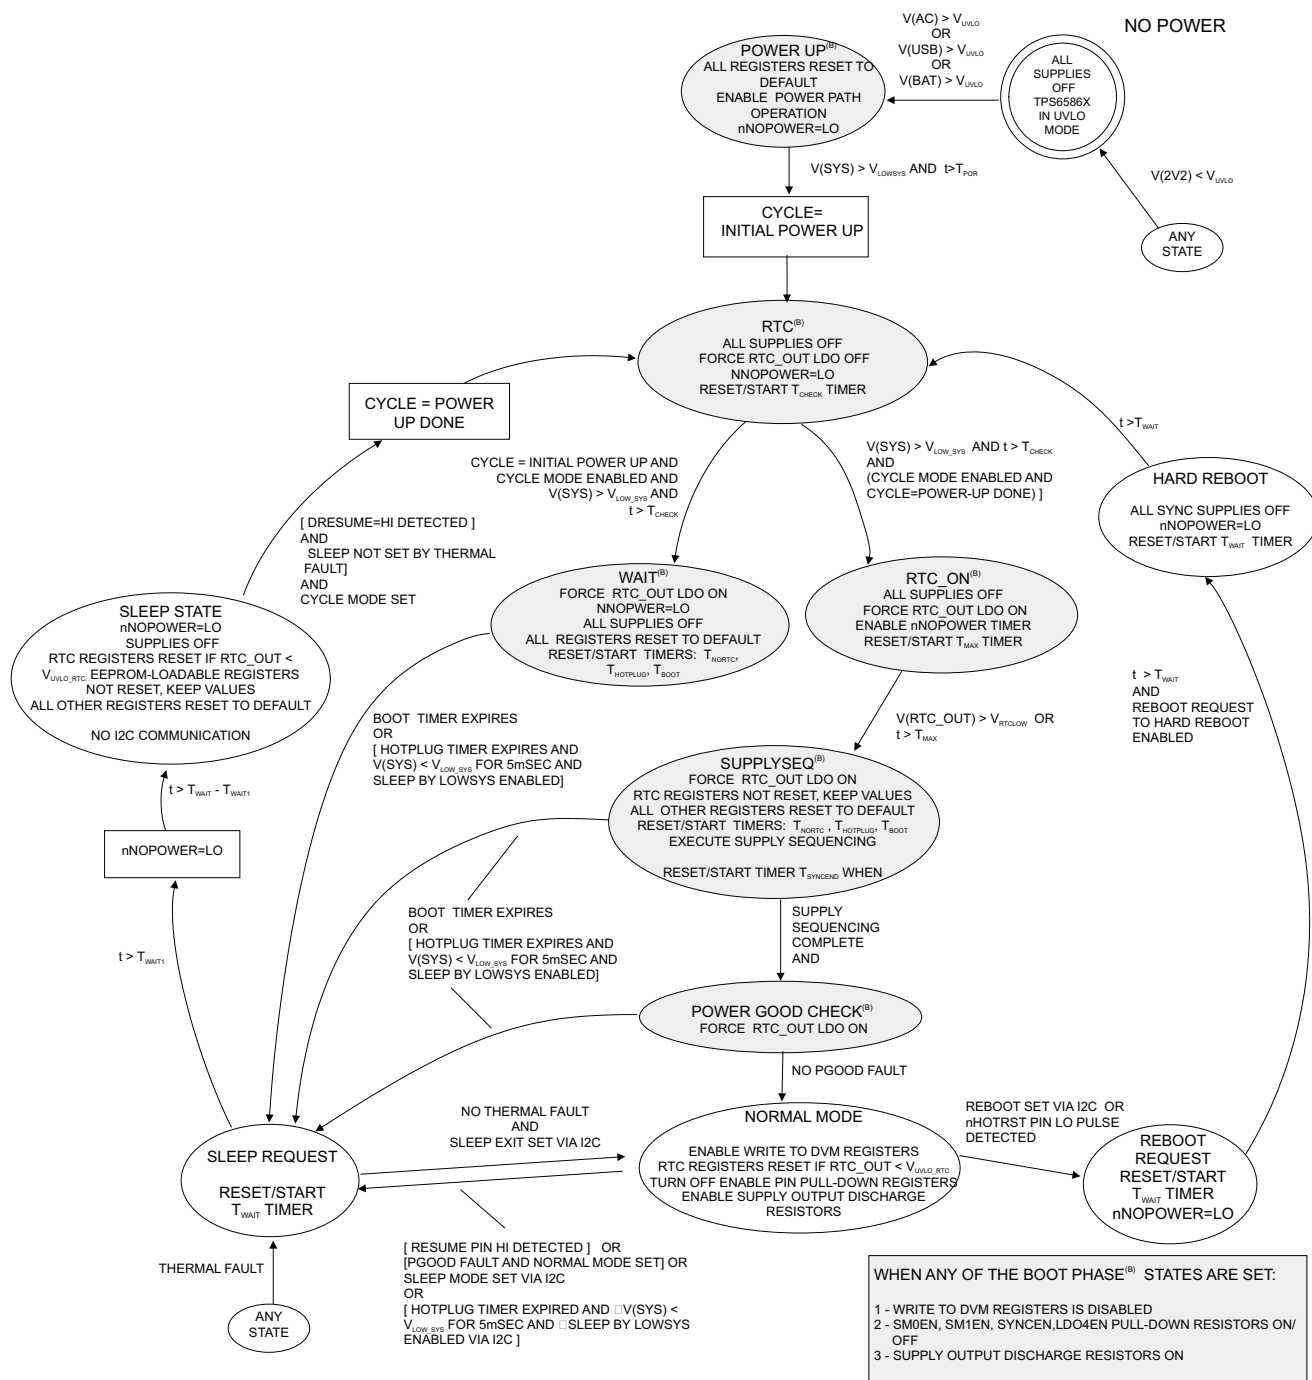 NO POWER
V(AC) > VUVLO
OR
V(USB) > VUVLO
OR
V(BAT) > VUVLO
POWER UP(B)
ALL REGISTERS RESET TO
DEFAULT
ENABLE POWER PATH
OPERATION
nNOPOWER=LO
ALL
SUPPLIES
OFF
TPS6586X
IN UVLO
MODE
V(SYS) > VLOWSYS AND t>TPOR
V(2V2) < VUVLO
ANY
STATE
CYCLE=
INITIAL POWER UP
RTC(B)
ALL SUPPLIES OFF
FORCE RTC_OUT LDO OFF
NNOPOWER=LO
RESET/START TCHECK TIMER
CYCLE = POWER
UP DONE
t >TWAIT
CYCLE = INITIAL POWER UP AND
CYCLE MODE ENABLED AND
V(SYS) > VLOW_SYS AND
t > TCHECK
V(SYS) > VLOW_SYS AND t > TCHECK
AND
(CYCLE MODE ENABLED AND
CYCLE=POWER-UP DONE) ]
HARD REBOOT
ALL SYNC SUPPLIES OFF
nNOPOWER=LO
RESET/START TWAIT TIMER
[ DRESUME=HI DETECTED ]
AND
SLEEP NOT SET BY THERMAL
FAULT]
AND
CYCLE MODE SET
WAIT(B)
FORCE RTC_OUT LDO ON
NNOPWER=LO
ALL SUPPLIES OFF
ALL REGISTERS RESET TO DEFAULT
RESET/START TIMERS: TNORTC,
THOTPLUG, TBOOT
RTC_ON(B)
ALL SUPPLIES OFF
FORCE RTC_OUT LDO ON
ENABLE nNOPOWER TIMER
RESET/START TMAX TIMER
SLEEP STATE
nNOPOWER=LO
SUPPLIES OFF
RTC REGISTERS RESET IF RTC_OUT <
VUVLO_RTC□EEPROM-LOADABLE REGISTERS
NOT RESET, KEEP VALUES
ALL OTHER REGISTERS RESET TO DEFAULT
NO I2C COMMUNICATION
t > TWAIT
AND
REBOOT REQUEST
TO HARD REBOOT
ENABLED
BOOT TIMER EXPIRES
OR
[ HOTPLUG TIMER EXPIRES AND
V(SYS) < VLOW_SYS FOR 5mSEC AND
SLEEP BY LOWSYS ENABLED]
V(RTC_OUT) > VRTCLOW OR
t > TMAX
SUPPLYSEQ(B)
FORCE RTC_OUT LDO ON
RTC REGISTERS NOT RESET, KEEP VALUES
ALL OTHER REGISTERS RESET TO DEFAULT
RESET/START TIMERS: TNORTC , THOTPLUG, TBOOT
EXECUTE SUPPLY SEQUENCING
RESET/START TIMER TSYNCEND WHEN
t > TWAIT - TWAIT1
nNOPOWER=LO
t > TWAIT1
BOOT TIMER EXPIRES
OR
[ HOTPLUG TIMER EXPIRES AND
V(SYS) < VLOW_SYS FOR 5mSEC AND
SLEEP BY LOWSYS ENABLED]
SUPPLY
SEQUENCING
COMPLETE
AND
POWER GOOD CHECK(B)
FORCE RTC_OUT LDO ON
NO PGOOD FAULT
NO THERMAL FAULT
AND
SLEEP EXIT SET VIA I2C
NORMAL MODE
ENABLE WRITE TO DVM REGISTERS
RTC REGISTERS RESET IF RTC_OUT < VUVLO_RTC
TURN OFF ENABLE PIN PULL-DOWN REGISTERS
ENABLE SUPPLY OUTPUT DISCHARGE
RESISTORS
REBOOT SET VIA I2C OR
nHOTRST PIN LO PULSE
DETECTED
SLEEP REQUEST
RESET/START
TWAIT TIMER
REBOOT
REQUEST
RESET/START
TWAIT TIMER
nNOPOWER=LO
THERMAL FAULT
ANY
STATE
[ RESUME PIN HI DETECTED ] OR
[PGOOD FAULT AND NORMAL MODE SET] OR
SLEEP MODE SET VIA I2C
OR
[ HOTPLUG TIMER EXPIRED AND □V(SYS) <
VLOW_SYS FOR 5mSEC AND □SLEEP BY LOWSYS
ENABLED VIA I2C ]
WHEN ANY OF THE BOOT PHASE(B) STATES ARE SET:
1 - WRITE TO DVM REGISTERS IS DISABLED
2 - SM0EN, SM1EN, SYNCEN,LDO4EN PULL-DOWN RESISTORS ON/
OFF
3 - SUPPLY OUTPUT DISCHARGE RESISTORS ON